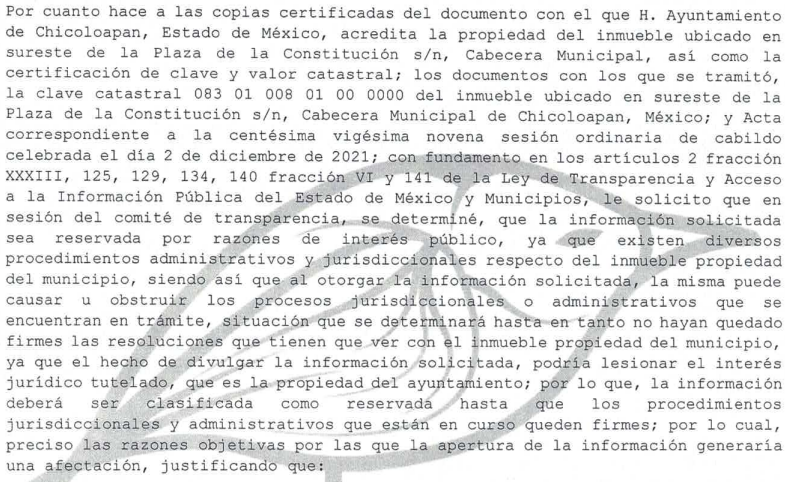 Por cuanto hace a las copias certificadas del documento con el que H. Ayuntamiento
de Chicoloapan, Estado de México, acredita la propiedad del inmueble ubicado en
sureste de la Plaza de la Constitución s/n, Cabecera Municipal, así como la
certificación de clave y valor catastral; los documentos con los que se tramitó,
la clave catastral 083 01 008 01 00 0000 del inmueble ubicado en sureste de la
Plaza de la Constitución s/n, Cabecera Municipal de Chicoloapan, México; y Acta
correspondiente a la centésima vigésima novena sesión ordinaria de cabildo
celebrada el día 2 de diciembre de 2021; con fundamento en los artículos 2 fracción
XXXIII, 125, 129, 134, 140 fracción VI y 141 de la Ley de Transparencia y Acceso
a la Información Pública del Estado de México y Municipios, le solicito que en
sesión del comité de transparencia, se determiné, que la información solicitada
sea reservada por razones de interés público, ya que existen diversos
procedimientos administrativos y jurisdiccionales respecto del inmueble propiedad
del municipio, siendo así que al otorgar la información solicitada, la misma puede
causar u obstruir los procesos jurisdiccionales o administrativos que se
encuentran en trámite, situación que se determinará hasta en tanto no hayan quedado
firmes las resoluciones que tienen que ver con el inmueble propiedad del municipio,
ya que el hecho de divulgar la información solicitada, podría lesionar el interés
jurídico tutelado, que es la propiedad del ayuntamiento; por lo que, la información
deberá ser clasificada como reservada hasta que los procedimientos
jurisdiccionales y administrativos que están en curso queden firmes; por lo cual,
preciso las razones objetivas por las que la apertura de la información generaría
una afectación, justificando que: